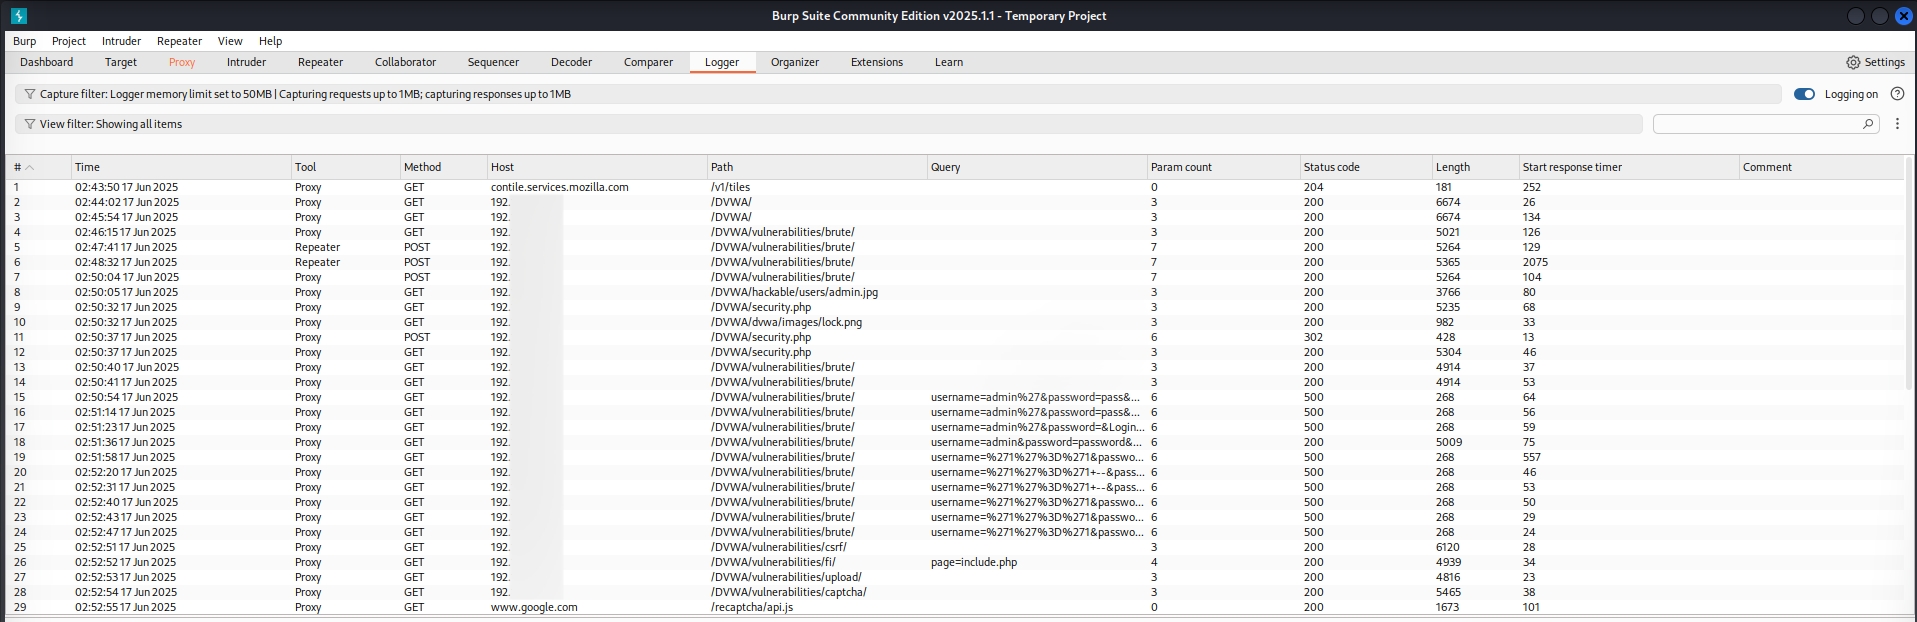 Burp Suite Community Edition v2025.1.1 - Temporary Project
Burp Project Intruder Repeater View Help
Dashboard Target Proxy Intruder Repeater Collaborator Sequencer Decoder Comparer Logger Organizer Extensions Learn Settings
Capture filter: Logger memory limit set to 50MB | Capturing requests up to 1MB; capturing responses up to 1MB Logging on
View filter: Showing all items
# Time Tool Method Host Path Query Param count Status code Length Start response timer Comment
1 02:43:50 17 Jun 2025 Proxy GET contile.services.mozilla.com /v1/tiles 0 204 181 252
2 02:44:02 17 Jun 2025 Proxy GET 192. /DVWA/ 3 200 6674 26
3 02:45:54 17 Jun 2025 Proxy GET 192. /DVWA/ 3 200 6674 134
4 02:46:15 17 Jun 2025 Proxy GET 192. /DVWA/vulnerabilities/brute/ 3 200 5021 126
5 02:47:41 17 Jun 2025 Repeater POST 192. /DVWA/vulnerabilities/brute/ 7 200 5264 129
6 02:48:32 17 Jun 2025 Repeater POST 192. /DVWA/vulnerabilities/brute/ 7 200 5365 2075
7 02:50:04 17 Jun 2025 Proxy POST 192. /DVWA/vulnerabilities/brute/ 7 200 5264 104
8 02:50:05 17 Jun 2025 Proxy GET 192. /DVWA/hackable/users/admin.jpg 3 200 3766 80
9 02:50:32 17 Jun 2025 Proxy GET 192. /DVWA/security.php 3 200 5235 68
10 02:50:32 17 Jun 2025 Proxy GET 192. /DVWA/dvwa/images/lock.png 3 200 982 33
11 02:50:37 17 Jun 2025 Proxy POST 192. /DVWA/security.php 6 302 428 13
12 02:50:37 17 Jun 2025 Proxy GET 192. /DVWA/security.php 3 200 5304 46
13 02:50:40 17 Jun 2025 Proxy GET 192. /DVWA/vulnerabilities/brute/ 3 200 4914 37
14 02:50:41 17 Jun 2025 Proxy GET 192. /DVWA/vulnerabilities/brute/ 3 200 4914 53
15 02:50:54 17 Jun 2025 Proxy GET 192. /DVWA/vulnerabilities/brute/ username=admin%27&password=pass&... 6 500 268 64
16 02:51:14 17 Jun 2025 Proxy GET 192. /DVWA/vulnerabilities/brute/ username=admin%27&password=pass&... 6 500 268 56
17 02:51:23 17 Jun 2025 Proxy GET 192. /DVWA/vulnerabilities/brute/ username=admin%27&password=&Login... 6 500 268 59
18 02:51:36 17 Jun 2025 Proxy GET 192. /DVWA/vulnerabilities/brute/ username=admin&password=password&... 6 200 5009 75
19 02:51:58 17 Jun 2025 Proxy GET 192. /DVWA/vulnerabilities/brute/ username=%271%27%3D%271&passwo... 6 500 268 557
20 02:52:20 17 Jun 2025 Proxy GET 192. /DVWA/vulnerabilities/brute/ username=%271%27%3D%271+--&pass... 6 500 268 46
21 02:52:31 17 Jun 2025 Proxy GET 192. /DVWA/vulnerabilities/brute/ username=%271%27%3D%271+--&pass... 6 500 268 53
22 02:52:40 17 Jun 2025 Proxy GET 192. /DVWA/vulnerabilities/brute/ username=%271%27%3D%271&passwo... 6 500 268 50
23 02:52:43 17 Jun 2025 Proxy GET 192. /DVWA/vulnerabilities/brute/ username=%271%27%3D%271&passwo... 6 500 268 29
24 02:52:47 17 Jun 2025 Proxy GET 192. /DVWA/vulnerabilities/brute/ username=%271%27%3D%271&passwo... 6 500 268 24
25 02:52:51 17 Jun 2025 Proxy GET 192. /DVWA/vulnerabilities/csrf/ 3 200 6120 28
26 02:52:52 17 Jun 2025 Proxy GET 192. /DVWA/vulnerabilities/fi/ page=include.php 4 200 4939 34
27 02:52:53 17 Jun 2025 Proxy GET 192. /DVWA/vulnerabilities/upload/ 3 200 4816 23
28 02:52:54 17 Jun 2025 Proxy GET 192. /DVWA/vulnerabilities/captcha/ 3 200 5465 38
29 02:52:55 17 Jun 2025 Proxy GET www.google.com /recaptcha/api.js 0 200 1673 101